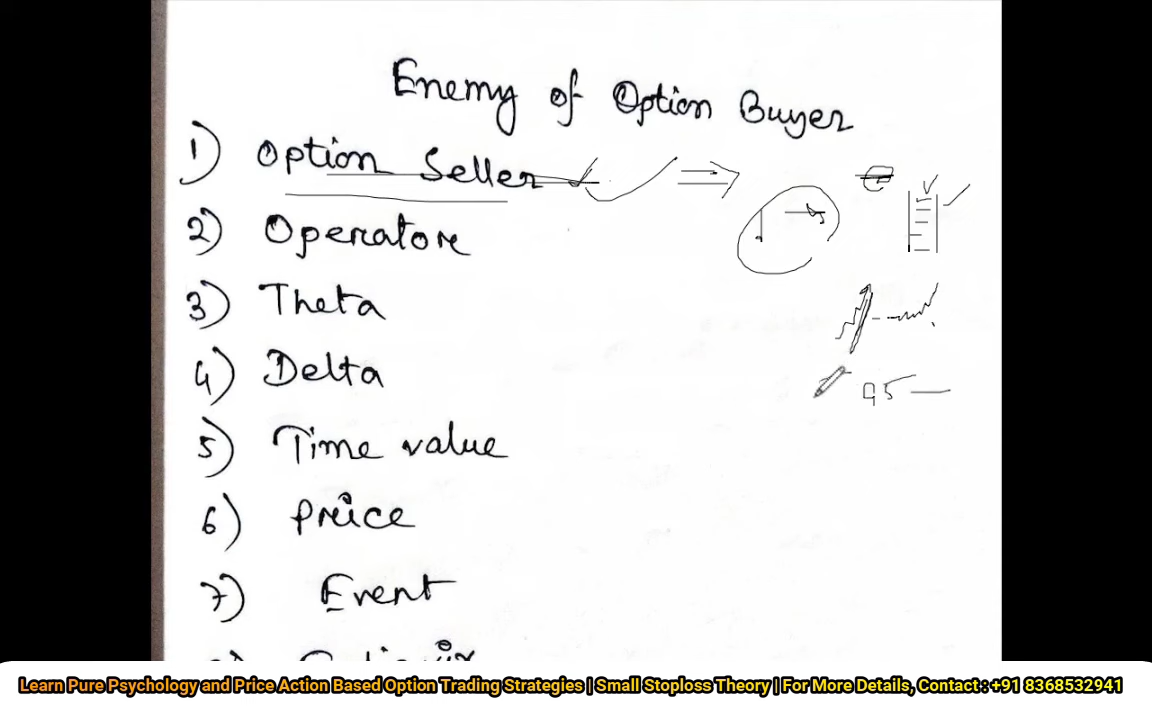 Enemy of Option Buyer
1) Option Seller
2) Operator
3) Theta
4) Delta
5) Time value
6) Price
7) Event
95
Learn Pure Psychology and Price Action Based Option Trading Strategies | Small Stoploss Theory | For More Details, Contact : +91 8368532941